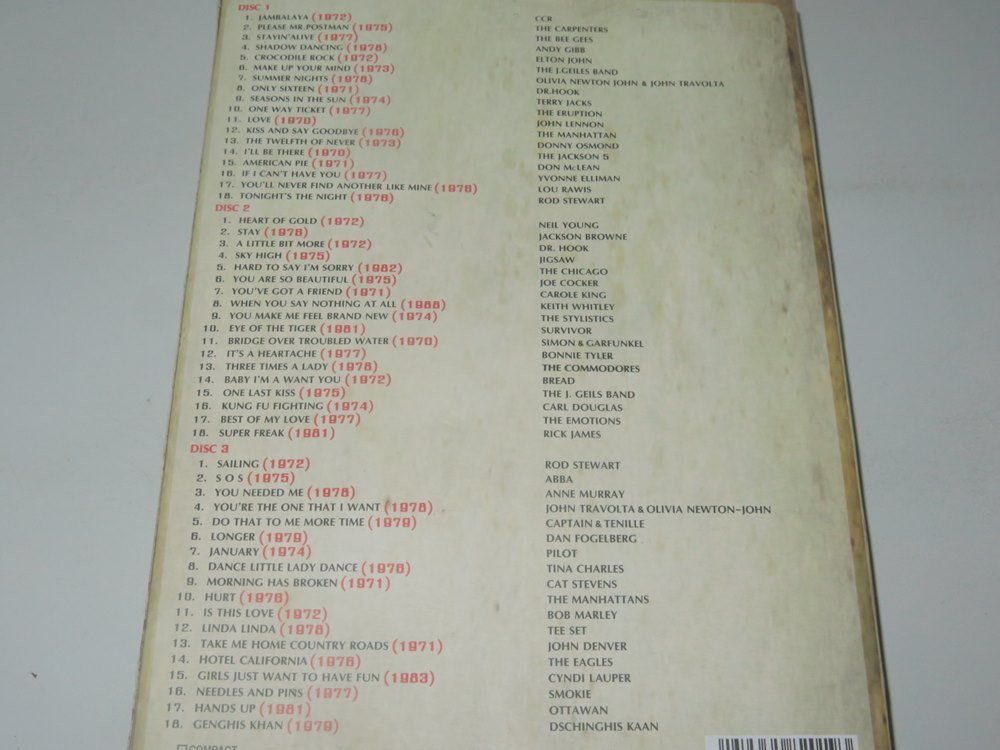 DISC 1
1. JAMBALAYA (1972) CCR
2. PLEASE MR.POSTMAN (1975) THE CARPENTERS
3. STAYIN'ALIVE (1977) THE BEE GEES
4. SHADOW DANCING (1978) ANDY GIBB
5. CROCODILE ROCK (1972) ELTON JOHN
6. MAKE UP YOUR MIND (1973) THE J.GEILES BAND
7. SUMMER NIGHTS (1978) OLIVIA NEWTON JOHN & JOHN TRAVOLTA
8. ONLY SIXTEEN (1971) DR.HOOK
9. SEASONS IN THE SUN (1974) TERRY JACKS
10. ONE WAY TICKET (1977) THE ERUPTION
11. LOVE (1970) JOHN LENNON
12. KISS AND SAY GOODBYE (1976) THE MANHATTAN
13. THE TWELFTH OF NEVER (1973) DONNY OSMOND
14. I'LL BE THERE (1970) THE JACKSON 5
15. AMERICAN PIE (1971) DON McLEAN
16. IF I CAN'T HAVE YOU (1977) YVONNE ELLIMAN
17. YOU'LL NEVER FIND ANOTHER LIKE MINE (1976) LOU RAWIS
18. TONIGHT'S THE NIGHT (1976) ROD STEWART
DISC 2
1. HEART OF GOLD (1972) NEIL YOUNG
2. STAY (1978) JACKSON BROWNE
3. A LITTLE BIT MORE (1972) DR. HOOK
4. SKY HIGH (1975) JIGSAW
5. HARD TO SAY I'M SORRY (1982) THE CHICAGO
6. YOU ARE SO BEAUTIFUL (1975) JOE COCKER
7. YOU'VE GOT A FRIEND (1971) CAROLE KING
8. WHEN YOU SAY NOTHING AT ALL (1988) KEITH WHITLEY
9. YOU MAKE ME FEEL BRAND NEW (1974) THE STYLISTICS
10. EYE OF THE TIGER (1981) SURVIVOR
11. BRIDGE OVER TROUBLED WATER (1970) SIMON & GARFUNKEL
12. IT'S A HEARTACHE (1977) BONNIE TYLER
13. THREE TIMES A LADY (1978) THE COMMODORES
14. BABY I'M A WANT YOU (1972) BREAD
15. ONE LAST KISS (1975) THE J. GEILS BAND
16. KUNG FU FIGHTING (1974) CARL DOUGLAS
17. BEST OF MY LOVE (1977) THE EMOTIONS
18. SUPER FREAK (1981) RICK JAMES
DISC 3
1. SAILING (1972) ROD STEWART
2. S O S (1975) ABBA
3. YOU NEEDED ME (1978) ANNE MURRAY
4. YOU'RE THE ONE THAT I WANT (1978) JOHN TRAVOLTA & OLIVIA NEWTON-JOHN
5. DO THAT TO ME MORE TIME (1979) CAPTAIN & TENILLE
6. LONGER (1979) DAN FOGELBERG
7. JANUARY (1974) PILOT
8. DANCE LITTLE LADY DANCE (1976) TINA CHARLES
9. MORNING HAS BROKEN (1971) CAT STEVENS
10. HURT (1976) THE MANHATTANS
11. IS THIS LOVE (1972) BOB MARLEY
12. LINDA LINDA (1978) TEE SET
13. TAKE ME HOME COUNTRY ROADS (1971) JOHN DENVER
14. HOTEL CALIFORNIA (1976) THE EAGLES
15. GIRLS JUST WANT TO HAVE FUN (1983) CYNDI LAUPER
16. NEEDLES AND PINS (1977) SMOKIE
17. HANDS UP (1981) OTTAWAN
18. GENGHIS KHAN (1979) DSCHINGHIS KAAN
COMPACT